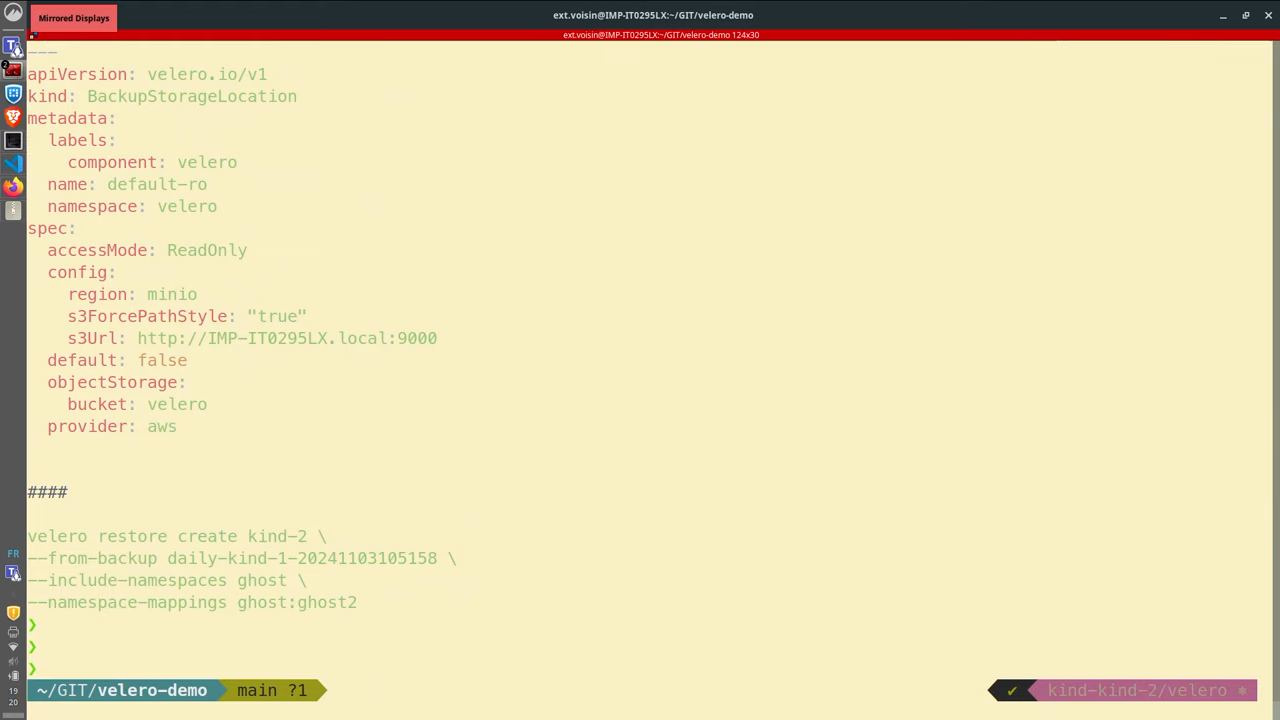 Mirrored Displays
ext.voisin@IMP-IT0295LX:~/GIT/velero-demo
ext.voisin@IMP-IT0295LX:~/GIT/velero-demo 124x30
---
apiVersion: velero.io/v1
kind: BackupStorageLocation
metadata:
  labels:
    component: velero
  name: default-ro
  namespace: velero
spec:
  accessMode: ReadOnly
  config:
    region: minio
    s3ForcePathStyle: "true"
    s3Url: http://IMP-IT0295LX.local:9000
  default: false
  objectStorage:
    bucket: velero
  provider: aws
####
velero restore create kind-2 \
--from-backup daily-kind-1-20241103105158 \
--include-namespaces ghost \
--namespace-mappings ghost:ghost2
❯
❯
❯
~/GIT/velero-demo main ?1 ✔ kind-kind-2/velero ⎈
2
FR
19
20